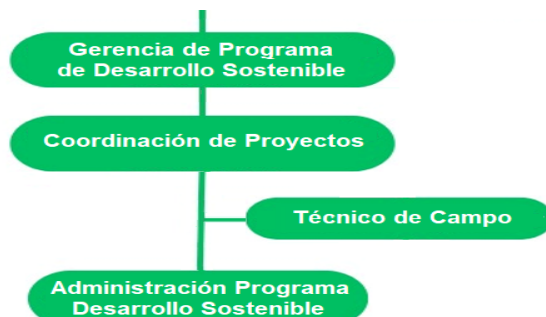 Gerencia de Programa
de Desarrollo Sostenible
Coordinación de Proyectos
Técnico de Campo
Administración Programa
Desarrollo Sostenible